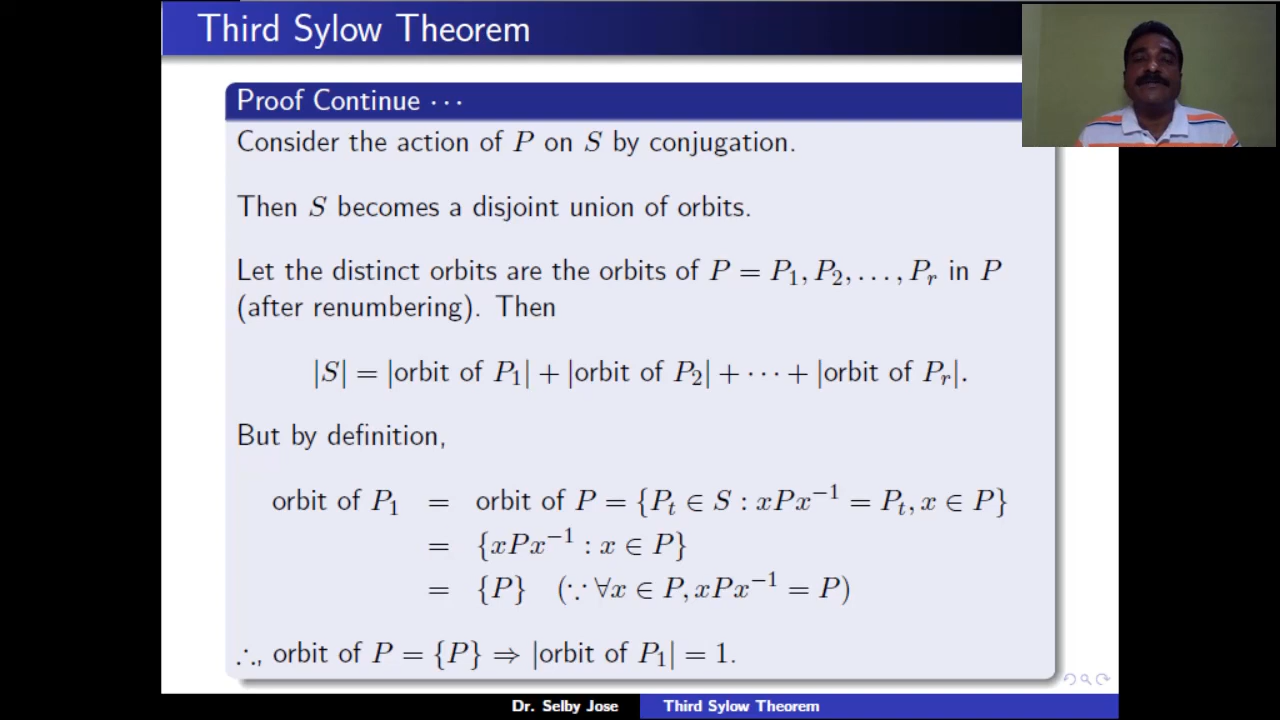 Third Sylow Theorem
Proof Continue ⋯
Consider the action of P on S by conjugation.
Then S becomes a disjoint union of orbits.
Let the distinct orbits are the orbits of P = P₁, P₂, …, Pᵣ in P
(after renumbering). Then
|S| = |orbit of P₁| + |orbit of P₂| + ⋯ + |orbit of Pᵣ|.
But by definition,
orbit of P₁ = orbit of P = {Pₜ ∈ S : xPx⁻¹ = Pₜ, x ∈ P}
= {xPx⁻¹ : x ∈ P}
= {P} (∵ ∀x ∈ P, xPx⁻¹ = P)
∴, orbit of P = {P} ⇒ |orbit of P₁| = 1.
Dr. Selby Jose Third Sylow Theorem